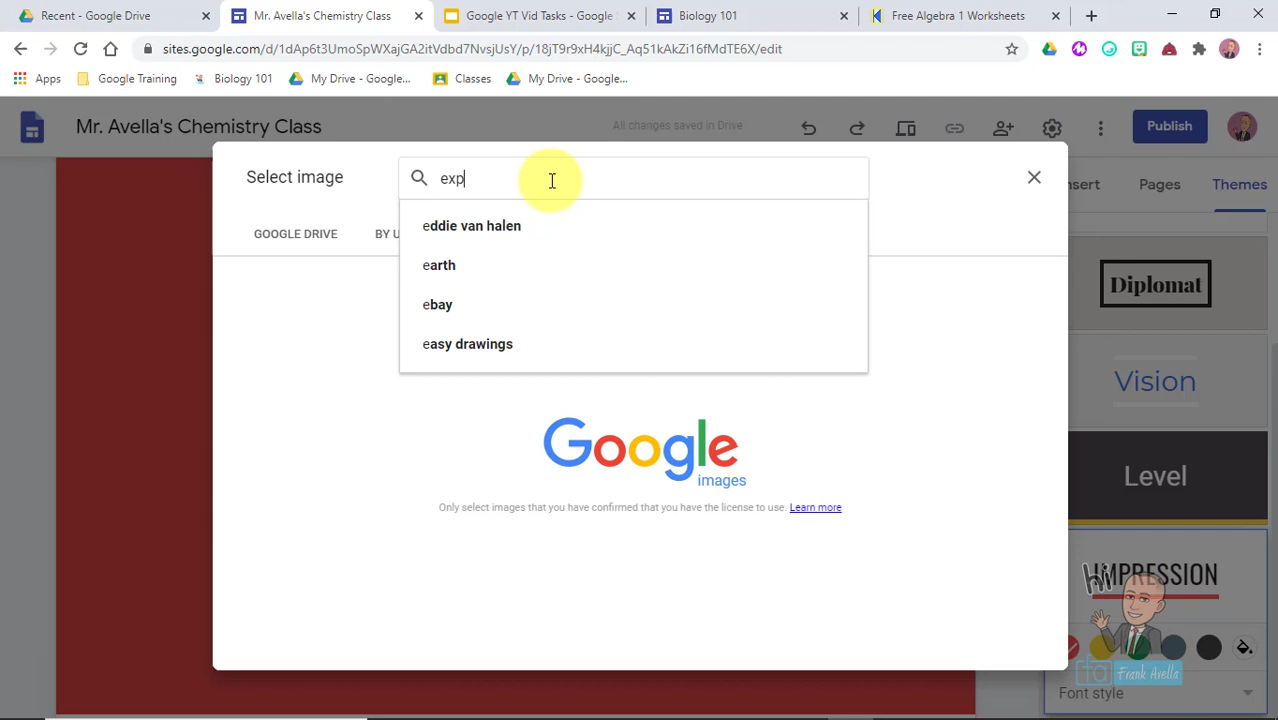 Recent - Google Drive
Mr. Avella's Chemistry Class
Google YT Vid Tasks - Google S
Biology 101
Free Algebra 1 Worksheets
sites.google.com/d/1dAp6t3UmoSpWXajGA2itVdbd7NvsjUsY/p/18jT9r9xH4kjjC_Aq51kAkZi16fMdTE6X/edit
Apps
Google Training
Biology 101
My Drive - Google...
Classes
My Drive - Google...
Mr. Avella's Chemistry Class
All changes saved in Drive
Publish
Select image
exp
nsert
Pages
Themes
GOOGLE DRIVE
BY U
eddie van halen
earth
ebay
easy drawings
Diplomat
Vision
Google
images
Only select images that you have confirmed that you have the license to use. Learn more
Level
IMPRESSION
hi
fa
Frank Avella
Font style